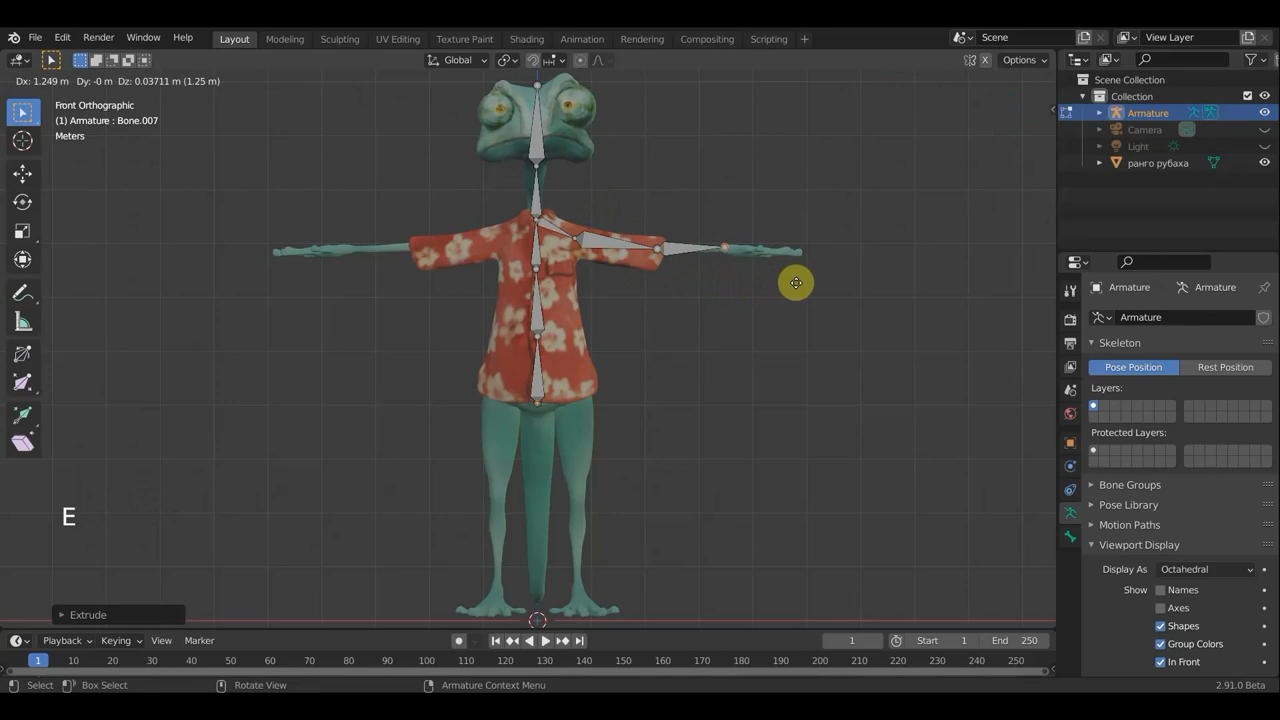 File Edit Render Window Help Layout Modeling Sculpting UV Editing Texture Paint Shading Animation Rendering Compositing Scripting + Scene View Layer
Global X Options
Dx: 1.249 m   Dy: -0 m   Dz: 0.03711 m (1.25 m)
Scene Collection
Front Orthographic
Collection
(1) Armature : Bone.007
Armature
Meters
Camera
Light
ранго рубаха
Armature Armature
Armature
Skeleton
Pose Position Rest Position
Layers:
Protected Layers:
Bone Groups
Pose Library
E
Motion Paths
Viewport Display
Display As Octahedral
Show Names
Axes
Extrude
Shapes
Playback Keying View Marker 1 Start 1 End 250
Group Colors
1 10 20 30 40 50 60 70 80 90 100 110 120 130 140 150 160 170 180 190 200 210 220 230 240 250
In Front
Select Box Select Rotate View Armature Context Menu 2.91.0 Beta